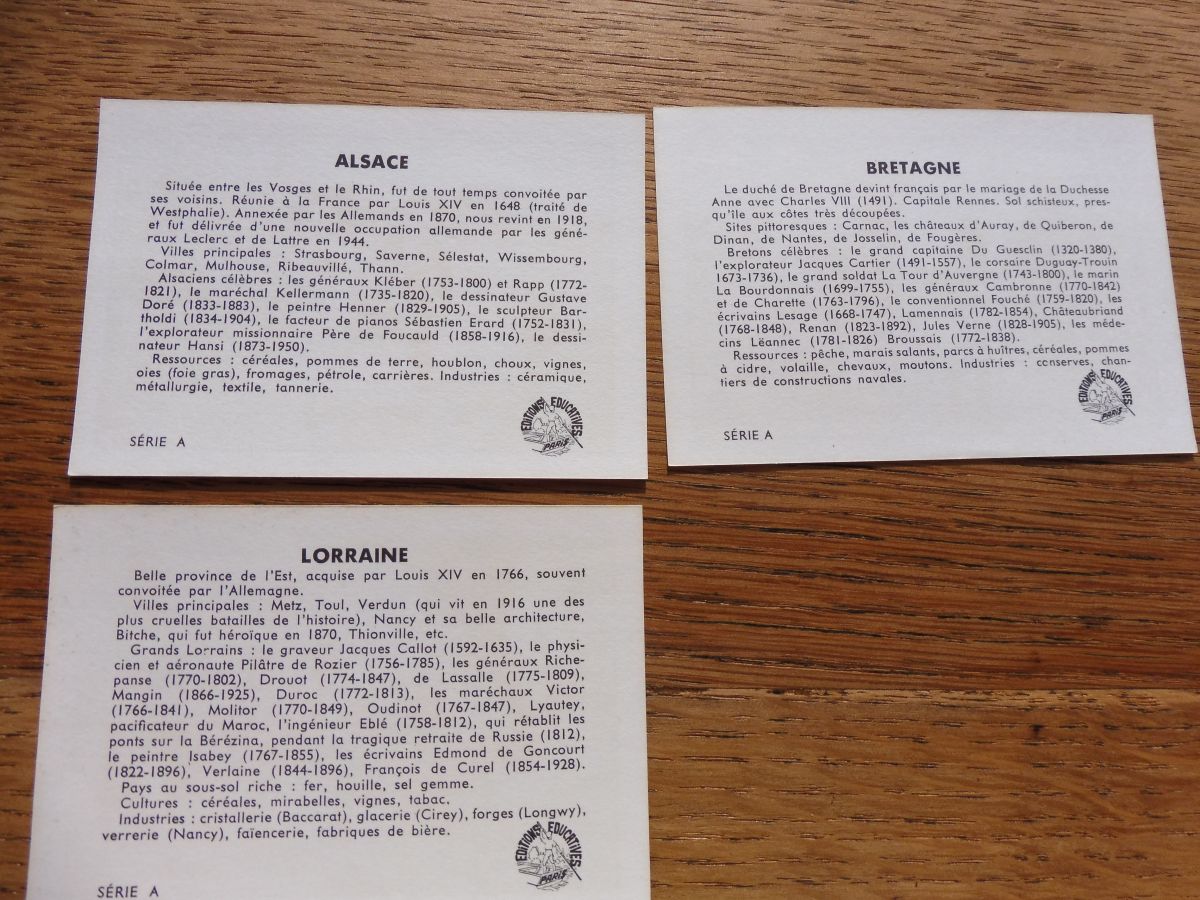 ALSACE
Située entre les Vosges et le Rhin, fut de tout temps convoitée par
ses voisins. Réunie à la France par Louis XIV en 1648 (traité de
Westphalie). Annexée par les Allemands en 1870, nous revint en 1918,
et fut délivrée d'une nouvelle occupation allemande par les géné-
raux Leclerc et de Lattre en 1944.
Villes principales : Strasbourg, Saverne, Sélestat, Wissembourg,
Colmar, Mulhouse, Ribeauvillé, Thann.
Alsaciens célèbres : les généraux Kléber (1753-1800) et Rapp (1772-
1821), le maréchal Kellermann (1735-1820), le dessinateur Gustave
Doré (1833-1883), le peintre Henner (1829-1905), le sculpteur Bar-
tholdi (1834-1904), le facteur de pianos Sébastien Erard (1752-1831),
l'explorateur missionnaire Père de Foucauld (1858-1916), le dessi-
nateur Hansi (1873-1950).
Ressources : céréales, pommes de terre, houblon, choux, vignes,
oies (foie gras), fromages, pétrole, carrières. Industries : céramique,
métallurgie, textile, tannerie.
SÉRIE A
EDITIONS EDUCATIVES
PARIS
BRETAGNE
Le duché de Bretagne devint français par le mariage de la Duchesse
Anne avec Charles VIII (1491). Capitale Rennes. Sol schisteux, pres-
qu'île aux côtes très découpées.
Sites pittoresques : Carnac, les châteaux d'Auray, de Quiberon, de
Dinan, de Nantes, de Josselin, de Fougères.
Bretons célèbres : le grand capitaine Du Guesclin (1320-1380),
l'explorateur Jacques Cartier (1491-1557), le corsaire Duguay-Trouin
1673-1736), le grand soldat La Tour d'Auvergne (1743-1800), le marin
La Bourdonnais (1699-1755), les généraux Cambronne (1770-1842)
et de Charette (1763-1796), le conventionnel Fouché (1759-1820), les
écrivains Lesage (1668-1747), Lamennais (1782-1854), Châteaubriand
(1768-1848), Renan (1823-1892), Jules Verne (1828-1905), les méde-
cins Lëannec (1781-1826) Broussais (1772-1838).
Ressources : pêche, marais salants, parcs à huîtres, céréales, pommes
à cidre, volaille, chevaux, moutons. Industries : conserves, chan-
tiers de constructions navales.
SÉRIE A
EDITIONS EDUCATIVES
PARIS
LORRAINE
Belle province de l'Est, acquise par Louis XIV en 1766, souvent
convoitée par l'Allemagne.
Villes principales : Metz, Toul, Verdun (qui vit en 1916 une des
plus cruelles batailles de l'histoire), Nancy et sa belle architecture,
Bitche, qui fut héroïque en 1870, Thionville, etc.
Grands Lorrains : le graveur Jacques Callot (1592-1635), le physi-
cien et aéronaute Pilâtre de Rozier (1756-1785), les généraux Riche-
panse (1770-1802), Drouot (1774-1847), de Lassalle (1775-1809),
Mangin (1866-1925), Duroc (1772-1813), les maréchaux Victor
(1766-1841), Molitor (1770-1849), Oudinot (1767-1847), Lyautey,
pacificateur du Maroc, l'ingénieur Eblé (1758-1812), qui rétablit les
ponts sur la Bérézina, pendant la tragique retraite de Russie (1812),
le peintre Isabey (1767-1855), les écrivains Edmond de Goncourt
(1822-1896), Verlaine (1844-1896), François de Curel (1854-1928).
Pays au sous-sol riche : fer, houille, sel gemme.
Cultures : céréales, mirabelles, vignes, tabac.
Industries : cristallerie (Baccarat), glacerie (Cirey), forges (Longwy),
verrerie (Nancy), faïencerie, fabriques de bière.
SÉRIE A
EDITIONS EDUCATIVES
PARIS